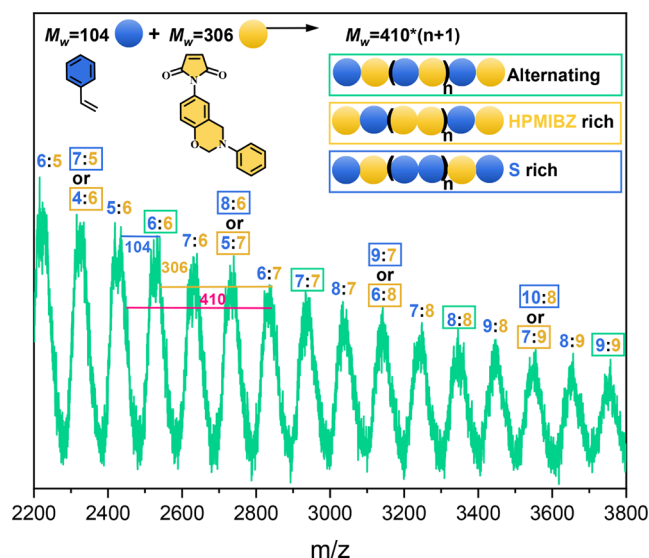 Mw=104 + Mw=306 Mw=410*(n+1)
O N O
N
O
( ) n Alternating
( ) n HPMIBZ rich
( ) n S rich
6:5
7:5
or
4:6
5:6
6:6
7:6
8:6
or
5:7
6:7
7:7
8:7
9:7
or
6:8
7:8
8:8
9:8
10:8
or
7:9
8:9
9:9
104
306
410
2200 2400 2600 2800 3000 3200 3400 3600 3800
m/z